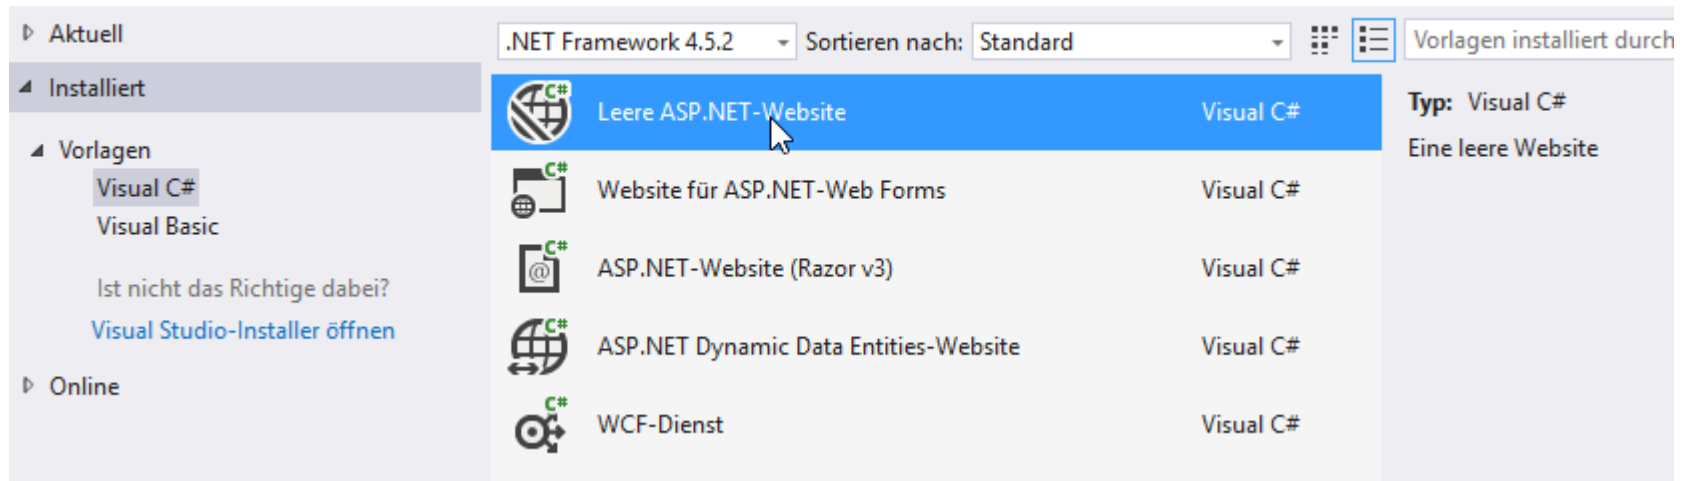 Aktuell
Installiert
Vorlagen
Visual C#
Visual Basic
Ist nicht das Richtige dabei?
Visual Studio-Installer öffnen
Online
.NET Framework 4.5.2 Sortieren nach: Standard
C# Leere ASP.NET-Website Visual C#
C# Website für ASP.NET-Web Forms Visual C#
C# @ ASP.NET-Website (Razor v3) Visual C#
C# ASP.NET Dynamic Data Entities-Website Visual C#
C# WCF-Dienst Visual C#
Vorlagen installiert durch
Typ: Visual C#
Eine leere Website